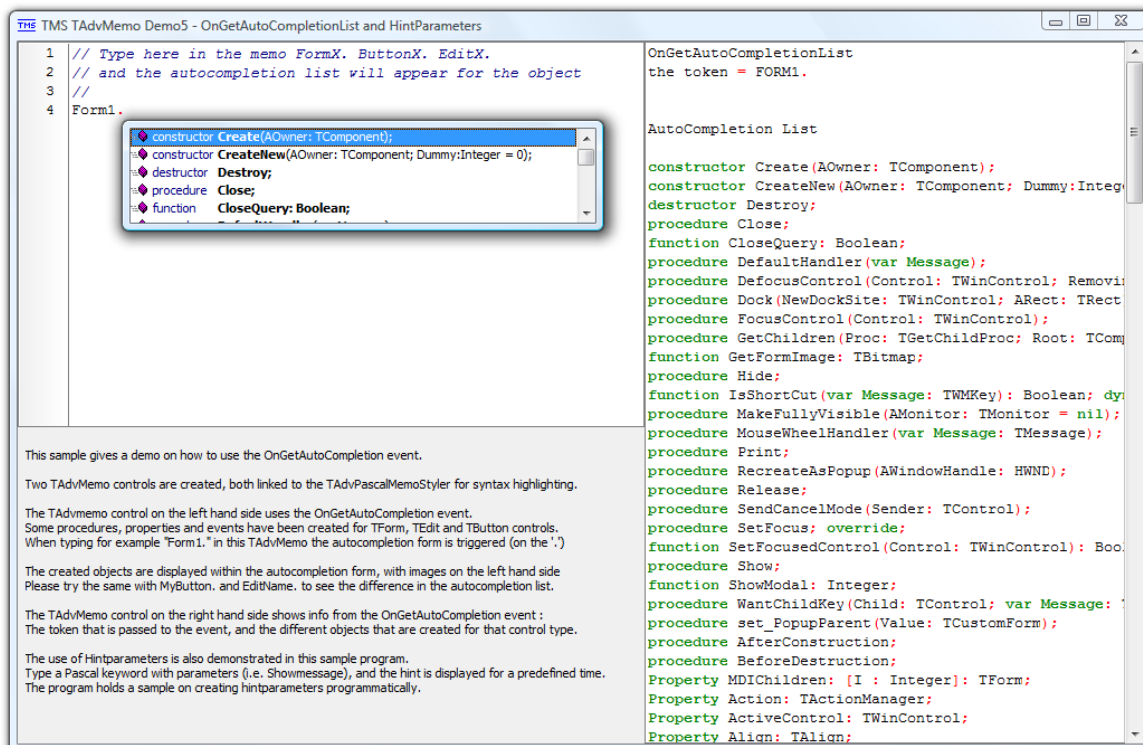 TMS TAdvMemo Demo5 - OnGetAutoCompletionList and HintParameters
1 // Type here in the memo FormX. ButtonX. EditX.
2 // and the autocompletion list will appear for the object
3 //
4 Form1.
constructor Create(AOwner: TComponent);
constructor CreateNew(AOwner: TComponent; Dummy:Integer = 0);
destructor Destroy;
procedure Close;
function CloseQuery: Boolean;
This sample gives a demo on how to use the OnGetAutoCompletion event.
Two TAdvMemo controls are created, both linked to the TAdvPascalMemoStyler for syntax highlighting.
The TAdvmemo control on the left hand side uses the OnGetAutoCompletion event.
Some procedures, properties and events have been created for TForm, TEdit and TButton controls.
When typing for example "Form1." in this TAdvMemo the autocompletion form is triggered (on the '.')
The created objects are displayed within the autocompletion form, with images on the left hand side
Please try the same with MyButton. and EditName. to see the difference in the autocompletion list.
The TAdvMemo control on the right hand side shows info from the OnGetAutoCompletion event :
The token that is passed to the event, and the different objects that are created for that control type.
The use of Hintparameters is also demonstrated in this sample program.
Type a Pascal keyword with parameters (i.e. Showmessage), and the hint is displayed for a predefined time.
The program holds a sample on creating hintparameters programmatically.
OnGetAutoCompletionList
the token = FORM1.
AutoCompletion List
constructor Create(AOwner: TComponent);
constructor CreateNew(AOwner: TComponent; Dummy:Intege
destructor Destroy;
procedure Close;
function CloseQuery: Boolean;
procedure DefaultHandler(var Message);
procedure DefocusControl(Control: TWinControl; Removin
procedure Dock(NewDockSite: TWinControl; ARect: TRect
procedure FocusControl(Control: TWinControl);
procedure GetChildren(Proc: TGetChildProc; Root: TCom
function GetFormImage: TBitmap;
procedure Hide;
function IsShortCut(var Message: TWMKey): Boolean; dy
procedure MakeFullyVisible(AMonitor: TMonitor = nil);
procedure MouseWheelHandler(var Message: TMessage);
procedure Print;
procedure RecreateAsPopup(AWindowHandle: HWND);
procedure Release;
procedure SendCancelMode(Sender: TControl);
procedure SetFocus; override;
function SetFocusedControl(Control: TWinControl): Bool
procedure Show;
function ShowModal: Integer;
procedure WantChildKey(Child: TControl; var Message: T
procedure set_PopupParent(Value: TCustomForm);
procedure AfterConstruction;
procedure BeforeDestruction;
Property MDIChildren: [I : Integer]: TForm;
Property Action: TActionManager;
Property ActiveControl: TWinControl;
Property Align: TAlign;